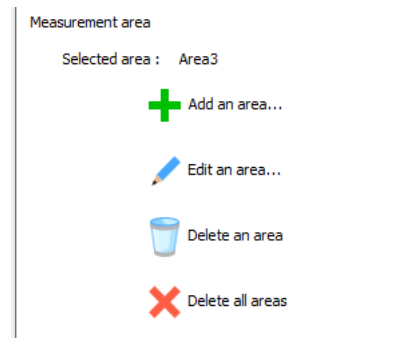 Measurement area
Selected area : Area3
Add an area...
Edit an area...
Delete an area
Delete all areas